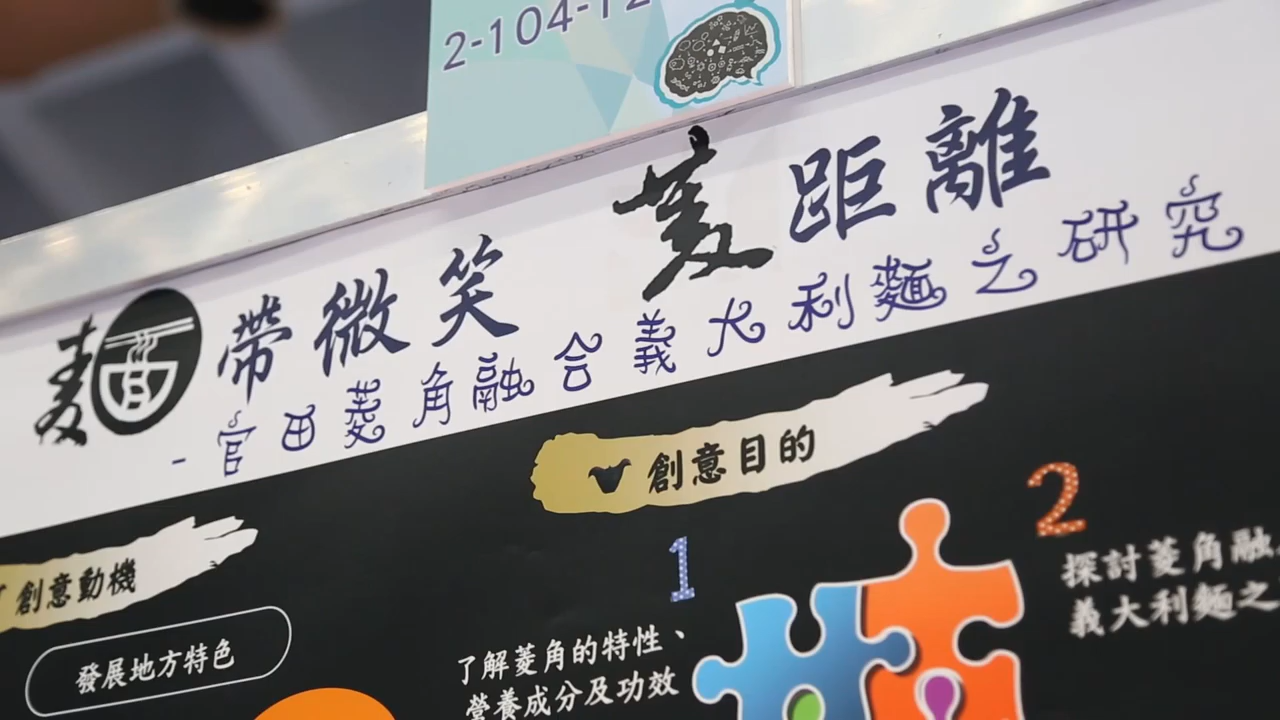 2-104-12
麵帶微笑 菱距離
-官田菱角融合義大利麵之研究
創意目的
創意動機
1
2
探討菱角融
義大利麵之
發展地方特色
了解菱角的特性、
營養成分及功效